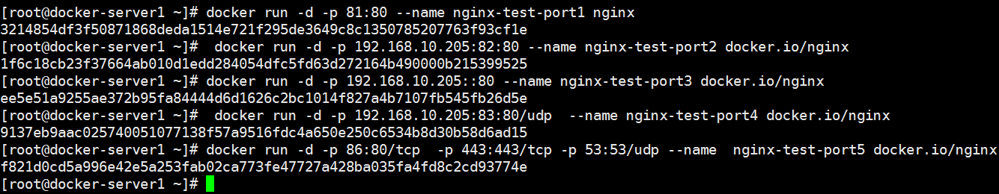 [root@docker-server1 ~]# docker run -d -p 81:80 --name nginx-test-port1 nginx
3214854df3f50871868deda1514e721f295de3649c8c1350785207763f93cf1e
[root@docker-server1 ~]#  docker run -d -p 192.168.10.205:82:80 --name nginx-test-port2 docker.io/nginx
1f6c18cb23f37664ab010d1edd284054dfc5fd63d272164b490000b215399525
[root@docker-server1 ~]# docker run -d -p 192.168.10.205::80 --name nginx-test-port3 docker.io/nginx
ee5e51a9255ae372b95fa84444d6d1626c2bc1014f827a4b7107fb545fb26d5e
[root@docker-server1 ~]#  docker run -d -p 192.168.10.205:83:80/udp  --name nginx-test-port4 docker.io/nginx
9137eb9aac025740051077138f57a9516fdc4a650e250c6534b8d30b58d6ad15
[root@docker-server1 ~]# docker run -d -p 86:80/tcp  -p 443:443/tcp -p 53:53/udp --name  nginx-test-port5 docker.io/nginx
f821d0cd5a996e42e5a253fab02ca773fe47727a428ba035fa4fd8c2cd93774e
[root@docker-server1 ~]#